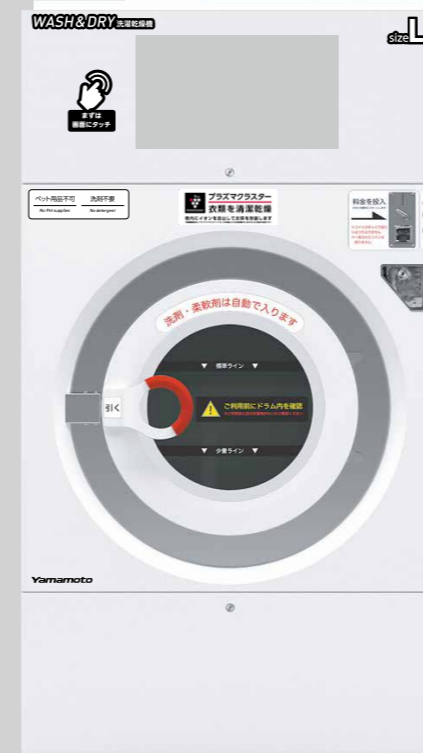 WASH&DRY 洗濯乾燥機
size L
まずは
画面にタッチ
ペット用品不可 洗剤不要
No Pet supplies No detergent
プラズマクラスター
衣類を清潔乾燥
料金を投入
洗剤・柔軟剤は自動で入ります
▼ 標準ライン ▼
引く
ご利用前にドラム内を確認
▼ 少量ライン ▼
Yamamoto